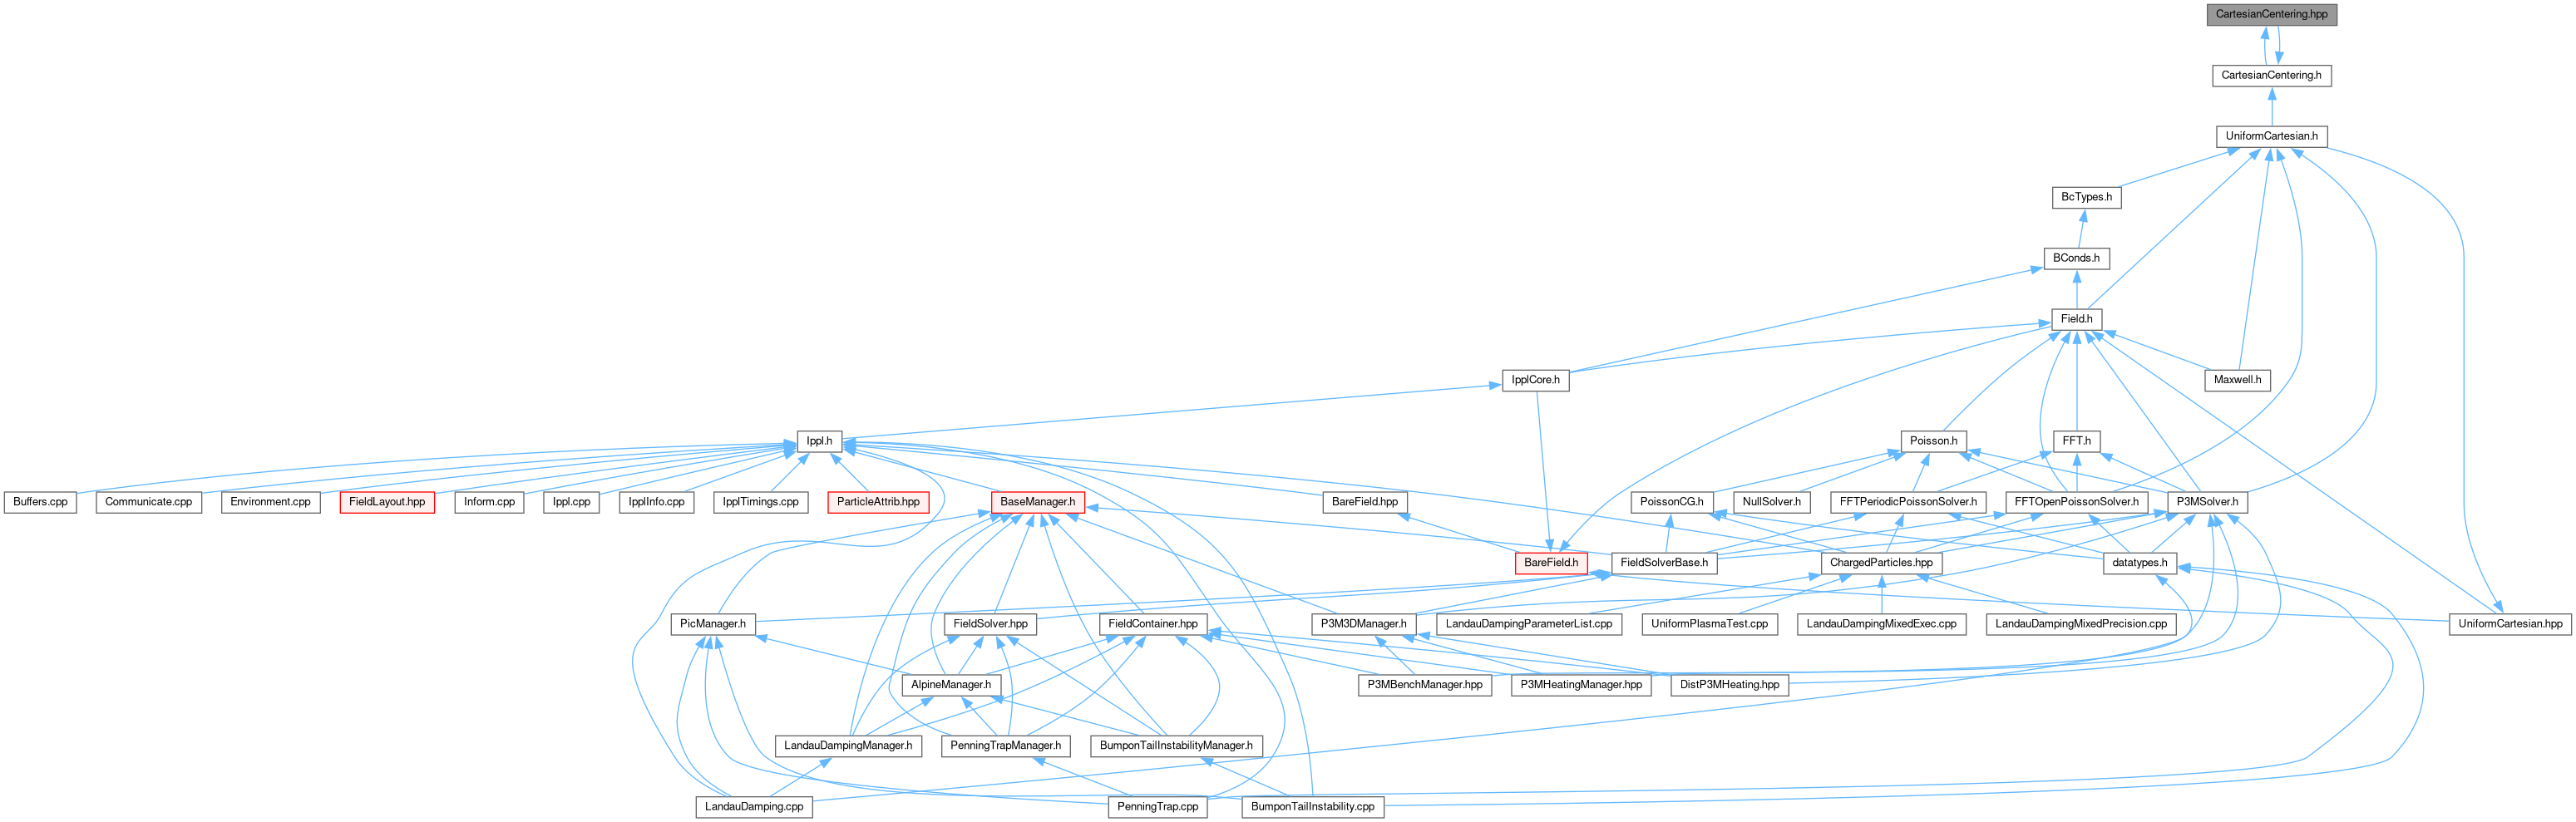 CartesianCentering.hpp
CartesianCentering.h
UniformCartesian.h
BcTypes.h
BConds.h
Field.h
IpplCore.h
Maxwell.h
Ippl.h
Poisson.h
FFT.h
Buffers.cpp
Communicate.cpp
Environment.cpp
FieldLayout.hpp
Inform.cpp
Ippl.cpp
IpplInfo.cpp
IpplTimings.cpp
ParticleAttrib.hpp
BaseManager.h
BareField.hpp
PoissonCG.h
NullSolver.h
FFTPeriodicPoissonSolver.h
FFTOpenPoissonSolver.h
P3MSolver.h
BareField.h
FieldSolverBase.h
ChargedParticles.hpp
datatypes.h
PicManager.h
FieldSolver.hpp
FieldContainer.hpp
P3M3DManager.h
LandauDampingParameterList.cpp
UniformPlasmaTest.cpp
LandauDampingMixedExec.cpp
LandauDampingMixedPrecision.cpp
UniformCartesian.hpp
AlpineManager.h
P3MBenchManager.hpp
P3MHeatingManager.hpp
DistP3MHeating.hpp
LandauDampingManager.h
PenningTrapManager.h
BumponTailInstabilityManager.h
LandauDamping.cpp
PenningTrap.cpp
BumponTailInstability.cpp